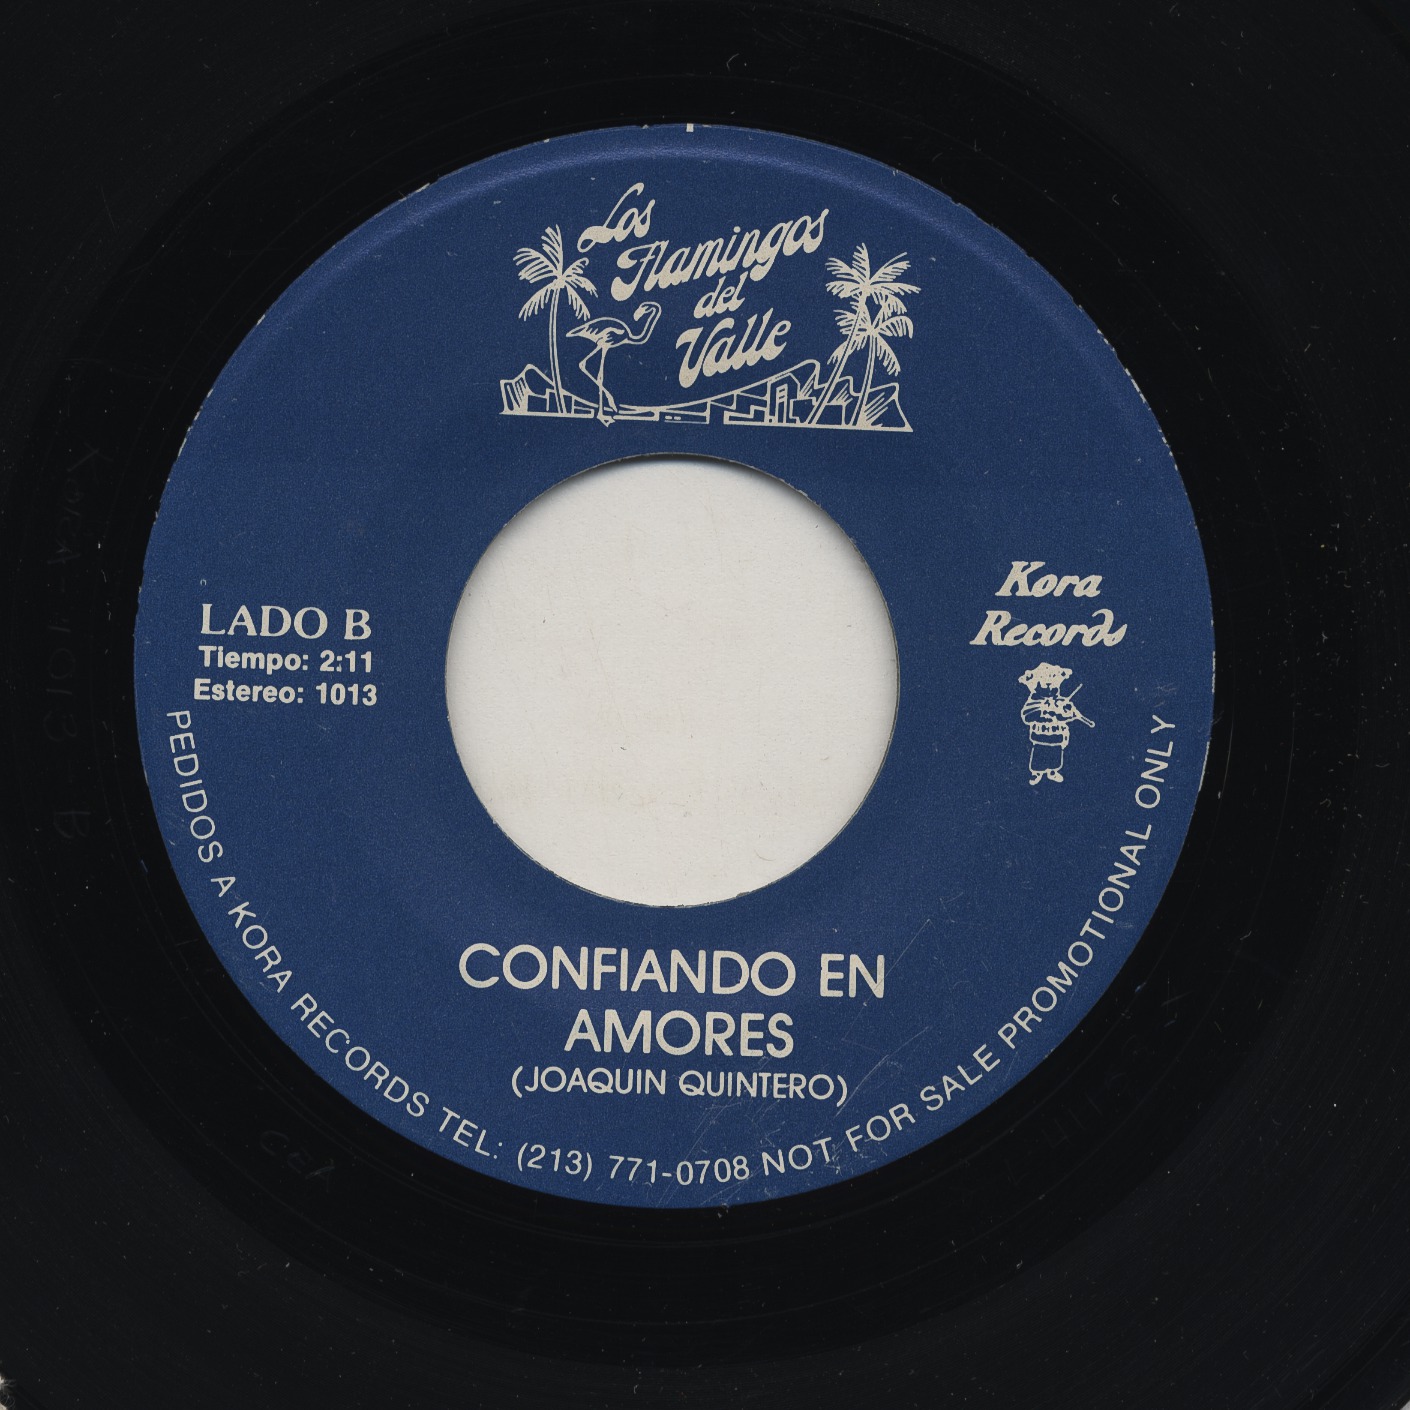 Los
Flamingos
del
Valle
Kora
Records
LADO B
Tiempo: 2:11
Estereo: 1013
CONFIANDO EN
AMORES
(JOAQUIN QUINTERO)
PEDIDOS A KORA RECORDS TEL: (213) 771-0708 NOT FOR SALE PROMOTIONAL ONLY